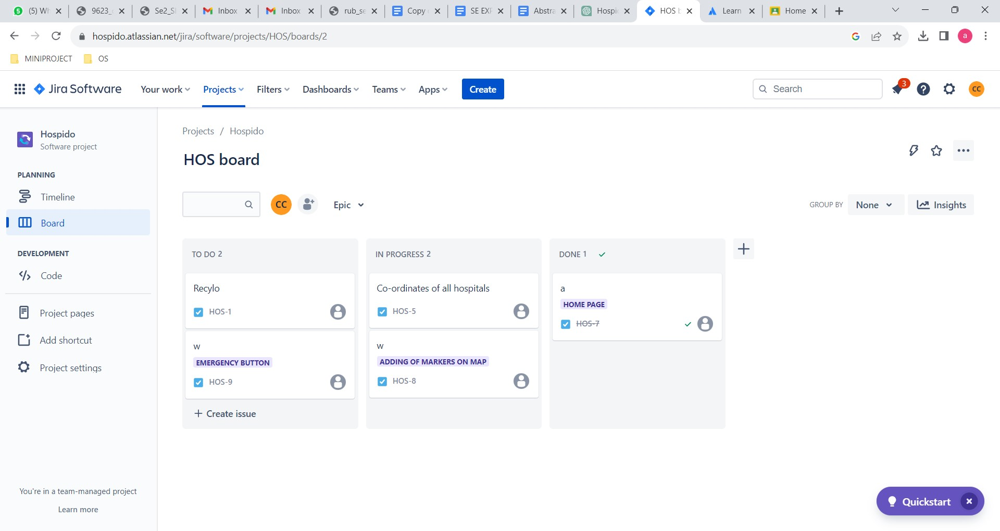 (5) Wh
9623_
Se2_Sl
Inbox
Inbox
rub_se
Copy
SE EXP
Abstra
Hospi
HOS b
Learn
Home
hospido.atlassian.net/jira/software/projects/HOS/boards/2
a
MINIPROJECT
OS
Jira Software
Your work
Projects
Filters
Dashboards
Teams
Apps
Create
Search
3
CC
Hospido
Software project
PLANNING
Timeline
Board
DEVELOPMENT
Code
Project pages
Add shortcut
Project settings
You're in a team-managed project
Learn more
Projects / Hospido
HOS board
CC
Epic
GROUP BY
None
Insights
TO DO 2
Recylo
HOS-1
w
EMERGENCY BUTTON
HOS-9
+ Create issue
IN PROGRESS 2
Co-ordinates of all hospitals
HOS-5
w
ADDING OF MARKERS ON MAP
HOS-8
DONE 1
a
HOME PAGE
HOS-7
Quickstart